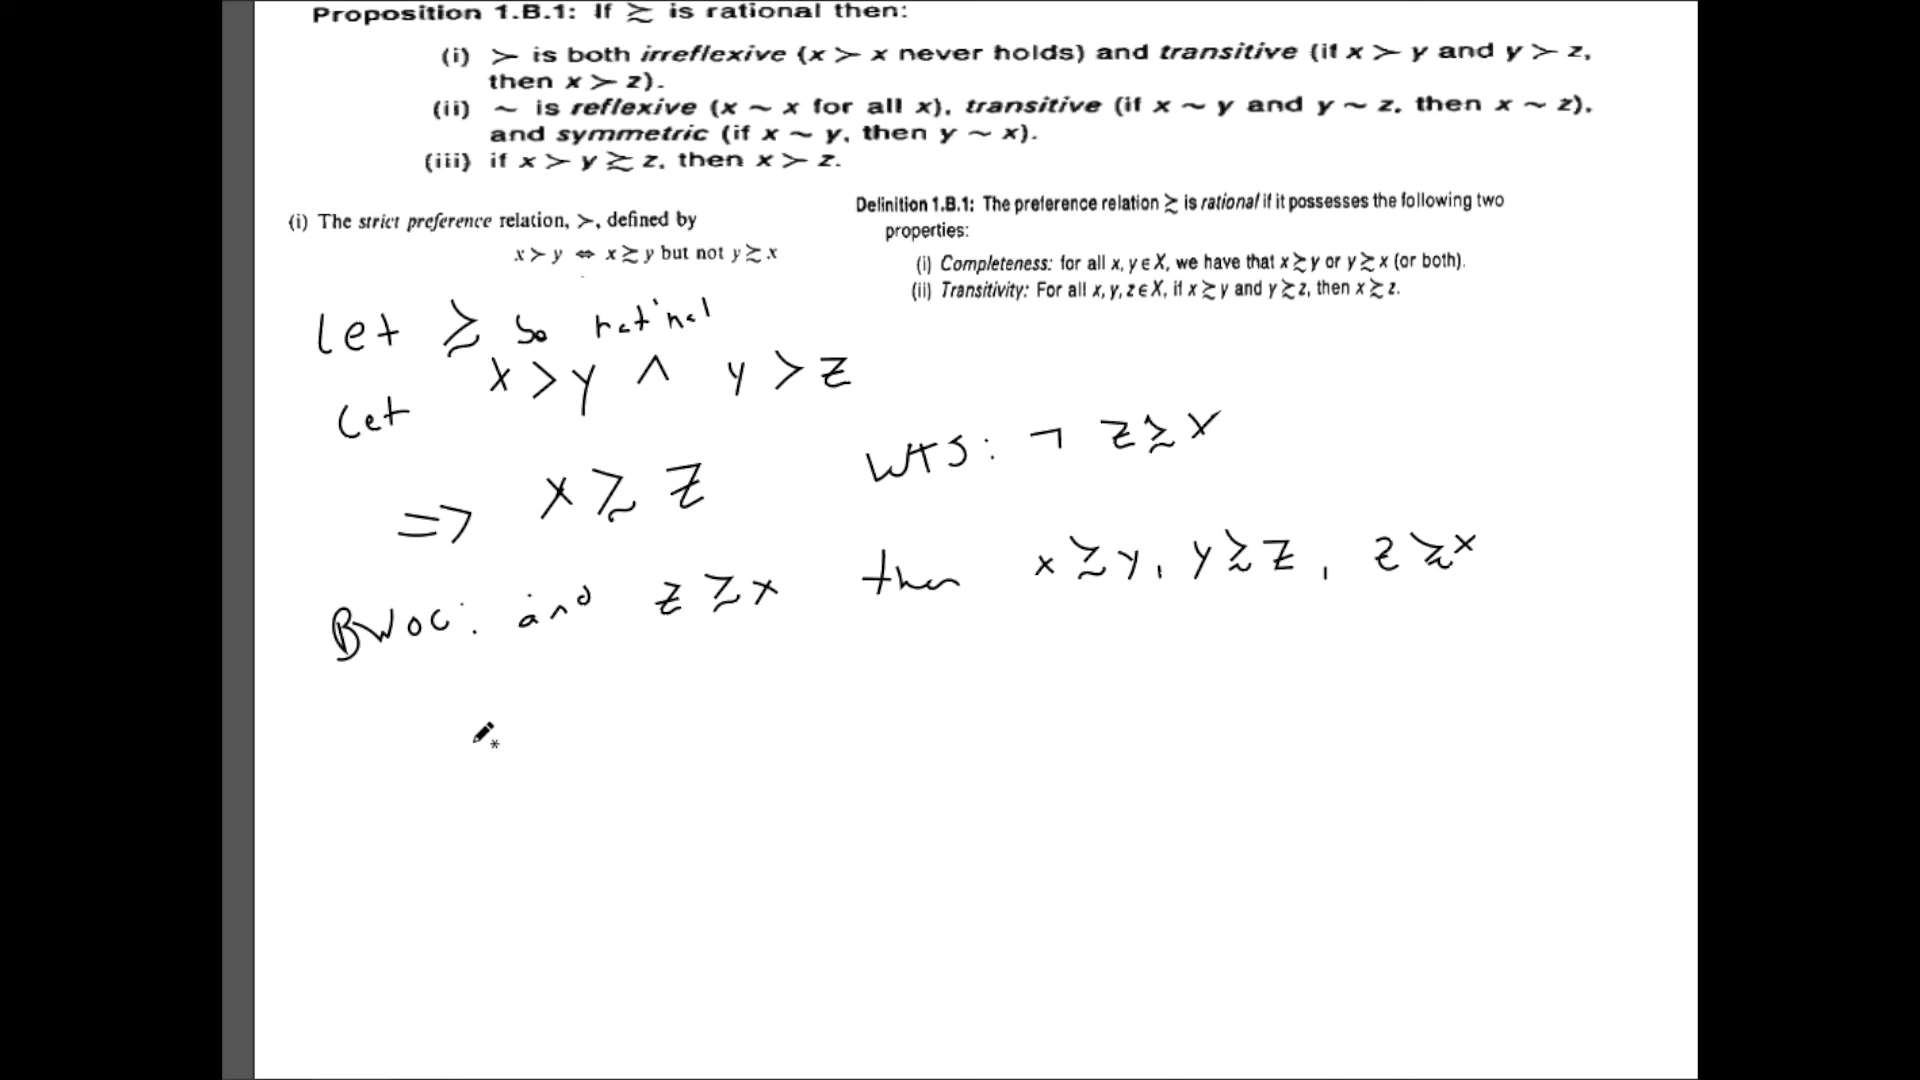 Proposition 1.B.1: If ≿ is rational then:
(i) ≻ is both irreflexive (x ≻ x never holds) and transitive (if x ≻ y and y ≻ z,
then x ≻ z).
(ii) ~ is reflexive (x ~ x for all x), transitive (if x ~ y and y ~ z, then x ~ z),
and symmetric (if x ~ y, then y ~ x).
(iii) if x ≻ y ≿ z, then x ≻ z.
(i) The strict preference relation, ≻, defined by
x ≻ y ⇔ x ≿ y but not y ≿ x
Definition 1.B.1: The preference relation ≿ is rational if it possesses the following two
properties:
(i) Completeness: for all x, y ∈ X, we have that x ≿ y or y ≿ x (or both).
(ii) Transitivity: For all x, y, z ∈ X, if x ≿ y and y ≿ z, then x ≿ z.
Let ≿ be rational
Let x > y ∧ y > z
=> x ≿ z WTS: ¬ z ≿ x
BWOC: and z ≿ x then x ≿ y, y ≿ z, z ≿ x